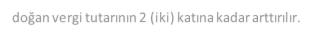 doğan vergi tutarının 2 (iki) katına kadar arttırılır.